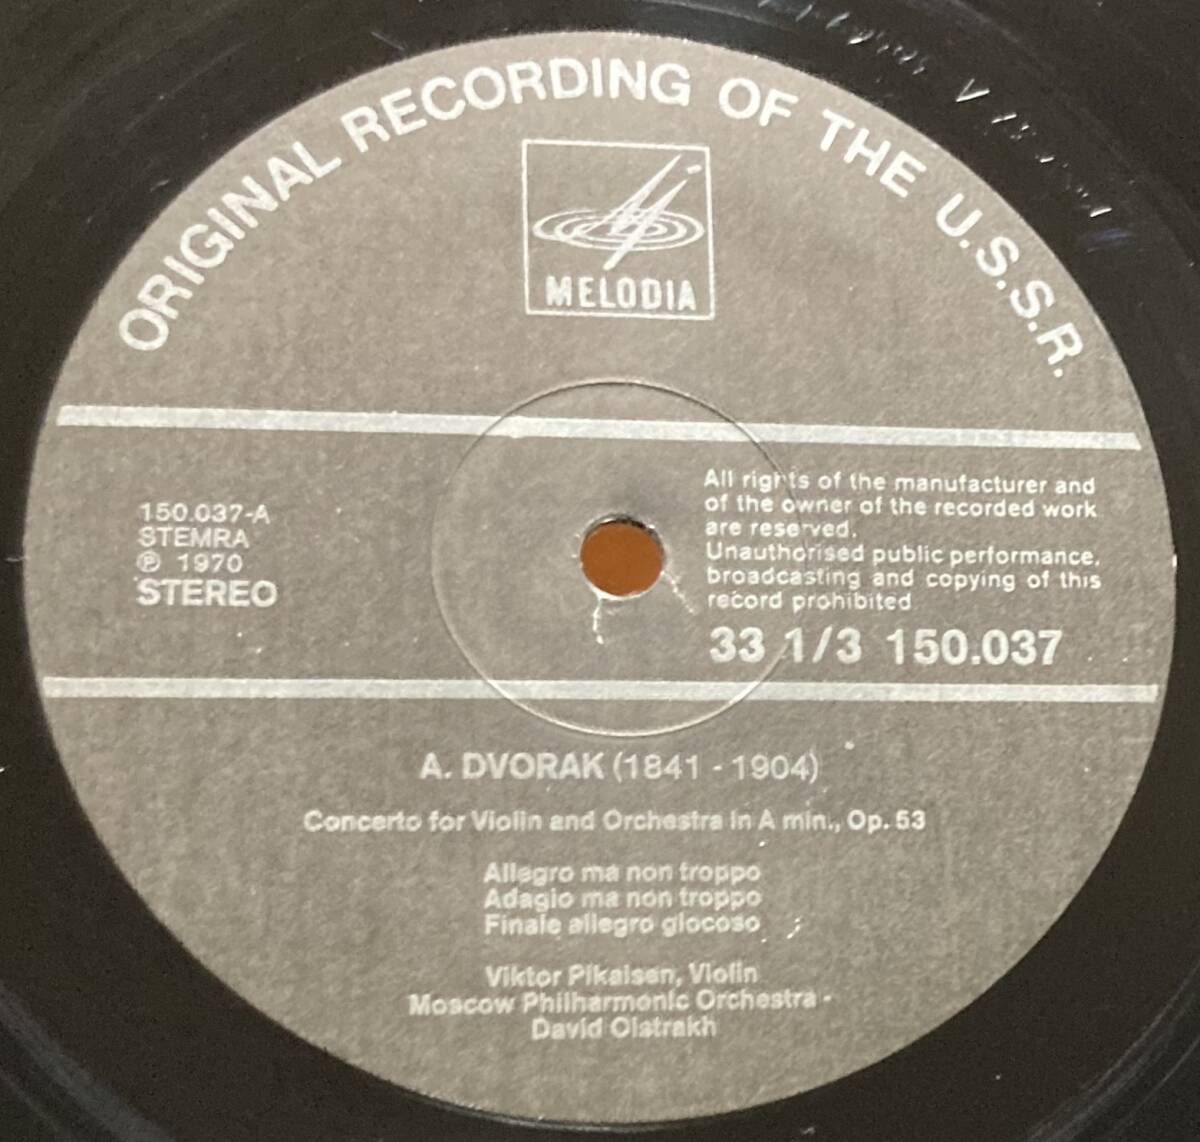 ORIGINAL RECORDING OF THE U.S.S.R.
MELODIA
150.037-A
STEMRA
℗ 1970
STEREO
All rights of the manufacturer and
of the owner of the recorded work
are reserved.
Unauthorised public performance,
broadcasting and copying of this
record prohibited
33 1/3 150.037
A. DVORAK (1841 - 1904)
Concerto for Violin and Orchestra in A min., Op. 53
Allegro ma non troppo
Adagio ma non troppo
Finale allegro giocoso
Viktor Pikaisen, Violin
Moscow Philharmonic Orchestra -
David Oistrakh